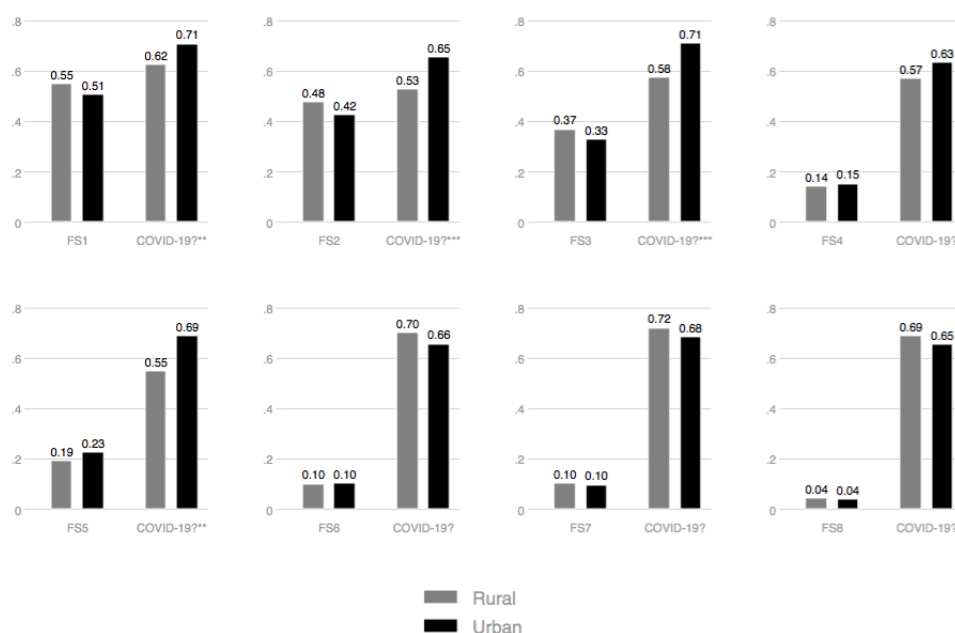 .8 .8 .8 .8
0.71 0.65 0.71 0.63
0.62 0.53 0.58 0.57
.6 .6 .6 .6
0.55 0.51 0.48 0.42 0.37 0.33 0.14 0.15
.4 .4 .4 .4
.2 .2 .2 .2
0 0 0 0
FS1 COVID-19?** FS2 COVID-19?*** FS3 COVID-19?*** FS4 COVID-19?
.8 .8 .8 .8
0.69 0.70 0.66 0.72 0.68 0.69 0.65
.6 .6 .6 .6
0.55
.4 .4 .4 .4
0.19 0.23 0.10 0.10 0.10 0.10 0.04 0.04
.2 .2 .2 .2
0 0 0 0
FS5 COVID-19?** FS6 COVID-19? FS7 COVID-19? FS8 COVID-19?
Rural
Urban